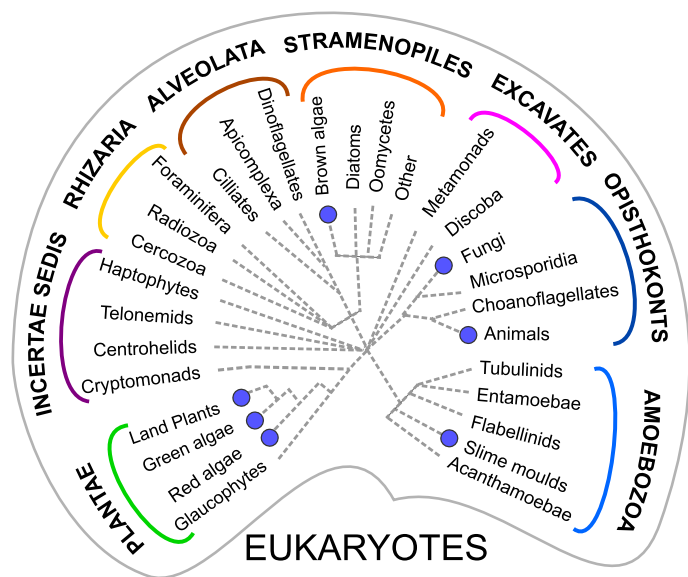 STRAMENOPILES
ALVEOLATA
EXCAVATES
RHIZARIA
OPISTHOKONTS
INCERTAE SEDIS
AMOEBOZOA
PLANTAE
Land Plants
Green algae
Red algae
Glaucophytes
Haptophytes
Telonemids
Centrohelids
Cryptomonads
Foraminifera
Radiozoa
Cercozoa
Dinoflagellates
Apicomplexa
Cilliates
Brown algae
Diatoms
Oomycetes
Other
Metamonads
Discoba
Fungi
Microsporidia
Choanoflagellates
Animals
Tubulinids
Entamoebae
Flabellinids
Slime moulds
Acanthamoebae
EUKARYOTES